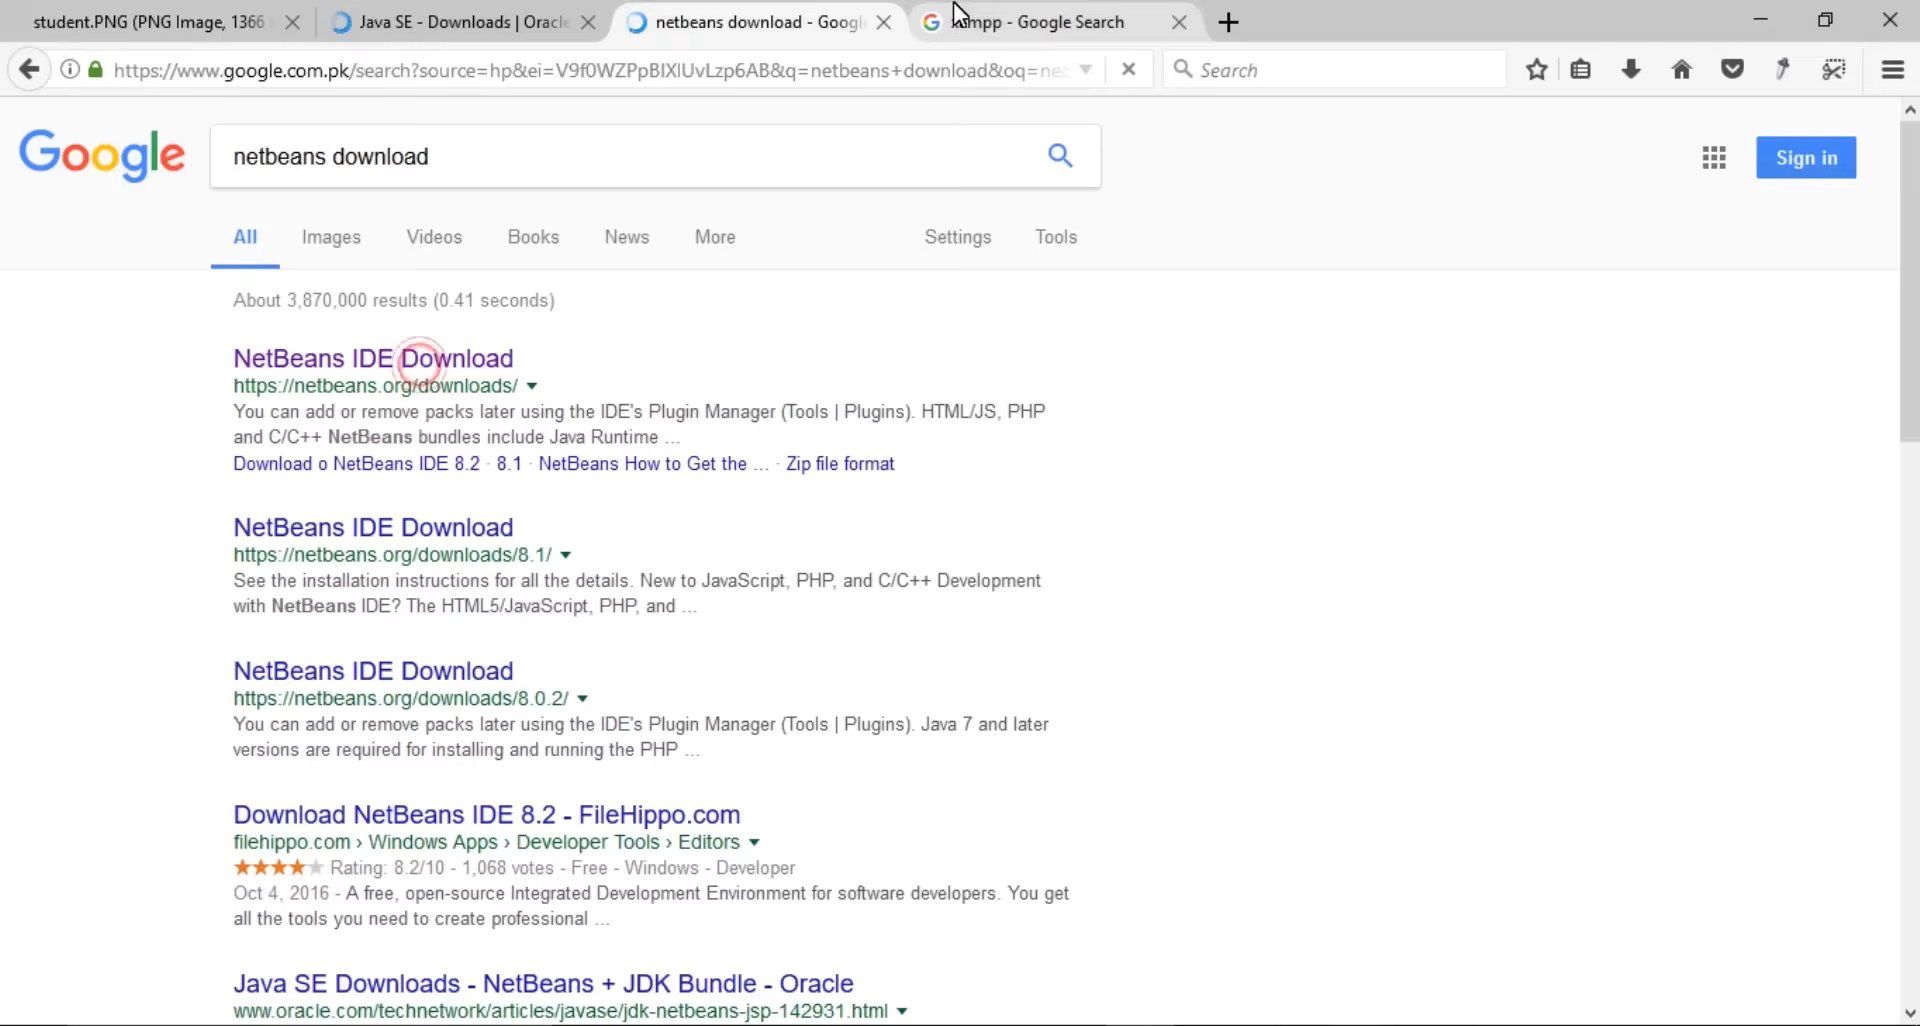 student.PNG (PNG Image, 1366
Java SE - Downloads | Oracle
netbeans download - Googl
mpp - Google Search
https://www.google.com.pk/search?source=hp&ei=V9f0WZPpBIXlUvLzp6AB&q=netbeans+download&oq=ne
Search
Google
netbeans download
Sign in
All
Images
Videos
Books
News
More
Settings
Tools
About 3,870,000 results (0.41 seconds)
NetBeans IDE Download
https://netbeans.org/downloads/
You can add or remove packs later using the IDE's Plugin Manager (Tools | Plugins). HTML/JS, PHP
and C/C++ NetBeans bundles include Java Runtime ...
Download o NetBeans IDE 8.2 · 8.1 · NetBeans How to Get the ... · Zip file format
NetBeans IDE Download
https://netbeans.org/downloads/8.1/
See the installation instructions for all the details. New to JavaScript, PHP, and C/C++ Development
with NetBeans IDE? The HTML5/JavaScript, PHP, and ...
NetBeans IDE Download
https://netbeans.org/downloads/8.0.2/
You can add or remove packs later using the IDE's Plugin Manager (Tools | Plugins). Java 7 and later
versions are required for installing and running the PHP ...
Download NetBeans IDE 8.2 - FileHippo.com
filehippo.com › Windows Apps › Developer Tools › Editors
Rating: 8.2/10 - 1,068 votes - Free - Windows - Developer
Oct 4, 2016 - A free, open-source Integrated Development Environment for software developers. You get
all the tools you need to create professional ...
Java SE Downloads - NetBeans + JDK Bundle - Oracle
www.oracle.com/technetwork/articles/javase/jdk-netbeans-jsp-142931.html